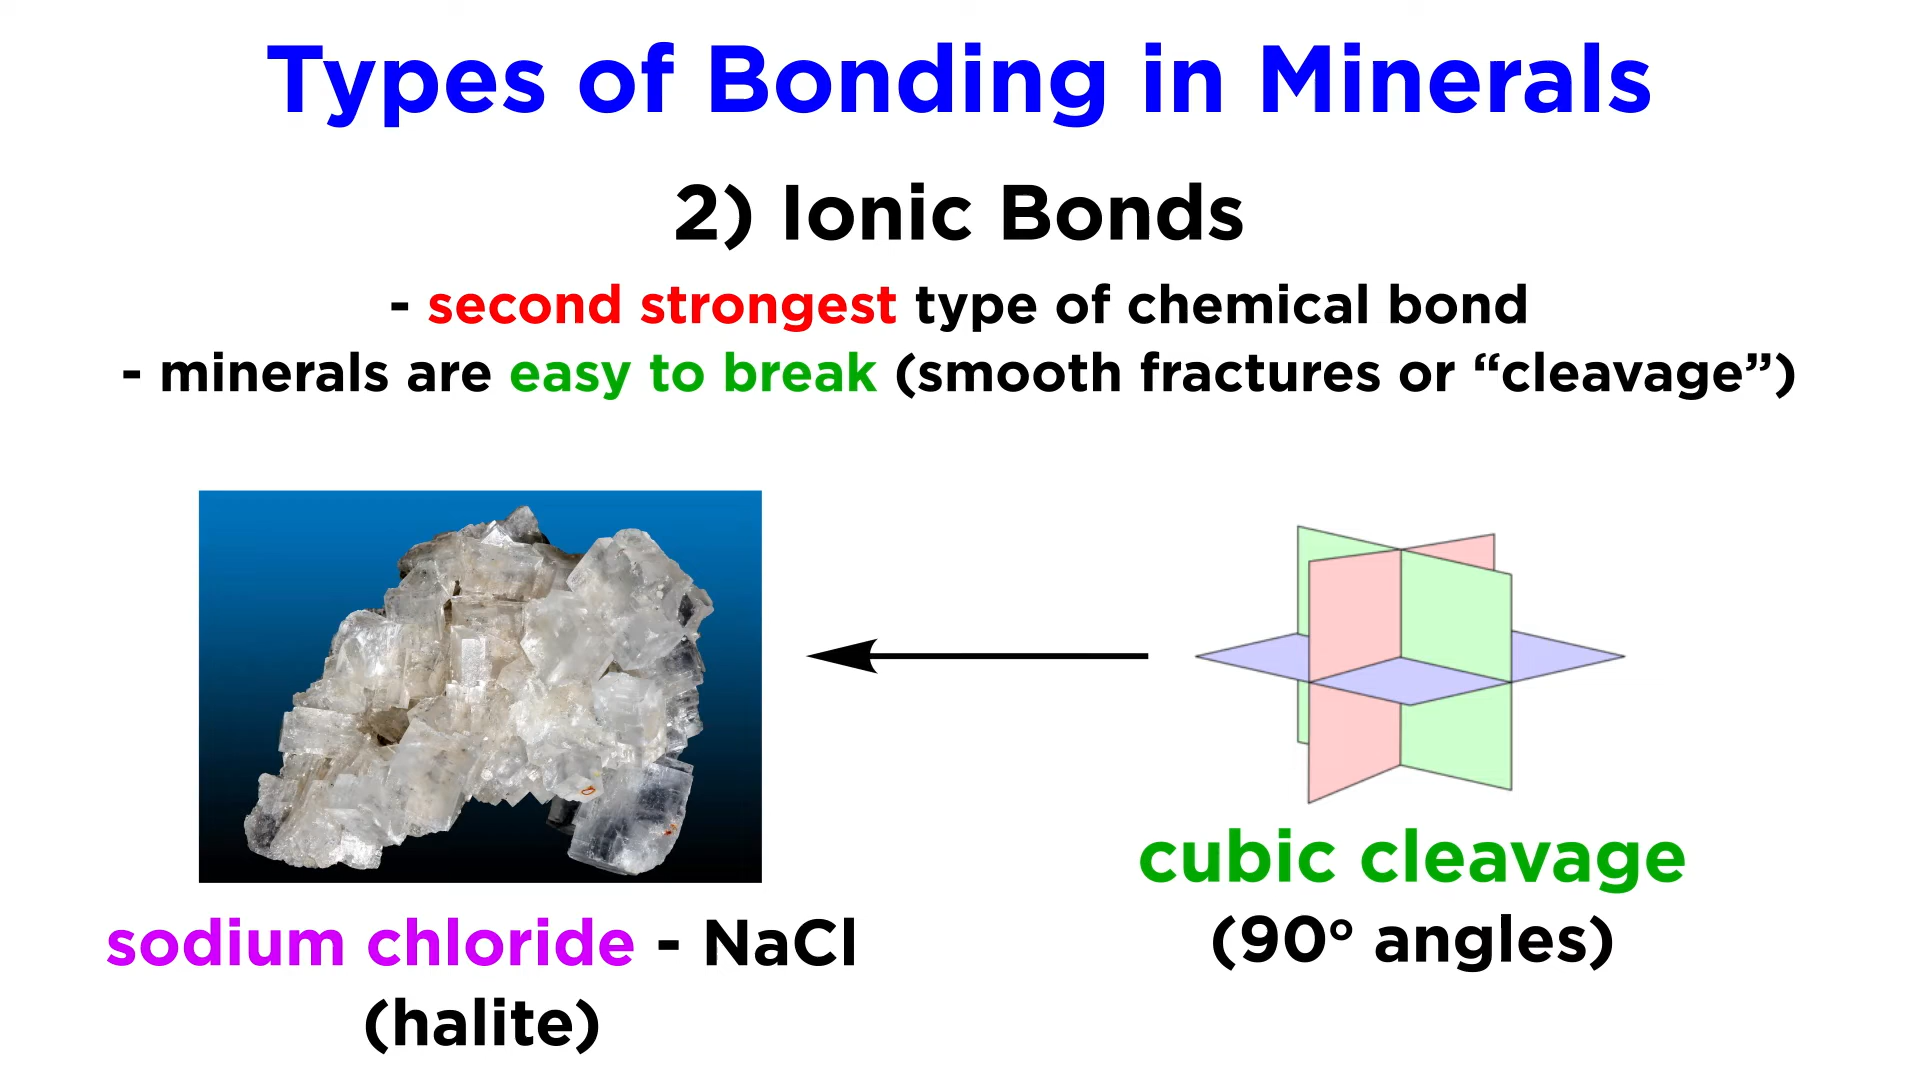 Types of Bonding in Minerals
2) Ionic Bonds
- second strongest type of chemical bond
- minerals are easy to break (smooth fractures or “cleavage”)
cubic cleavage
(90° angles)
sodium chloride - NaCl
(halite)